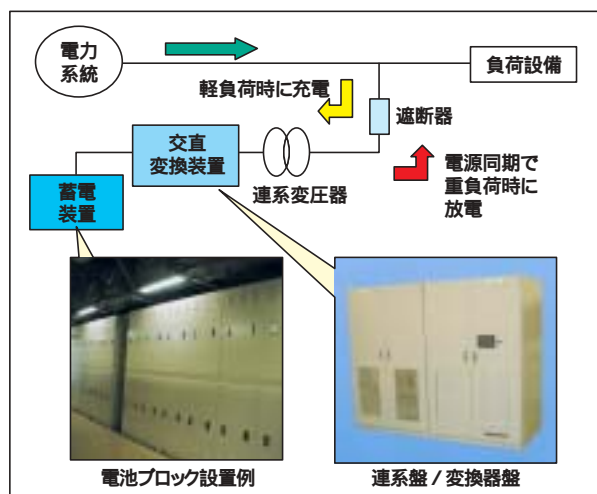 電力
系統
負荷設備
軽負荷時に充電
遮断器
交直
変換装置
連系変圧器
電源同期で
重負荷時に
放電
蓄電
装置
電池ブロック設置例
連系盤 / 変換器盤